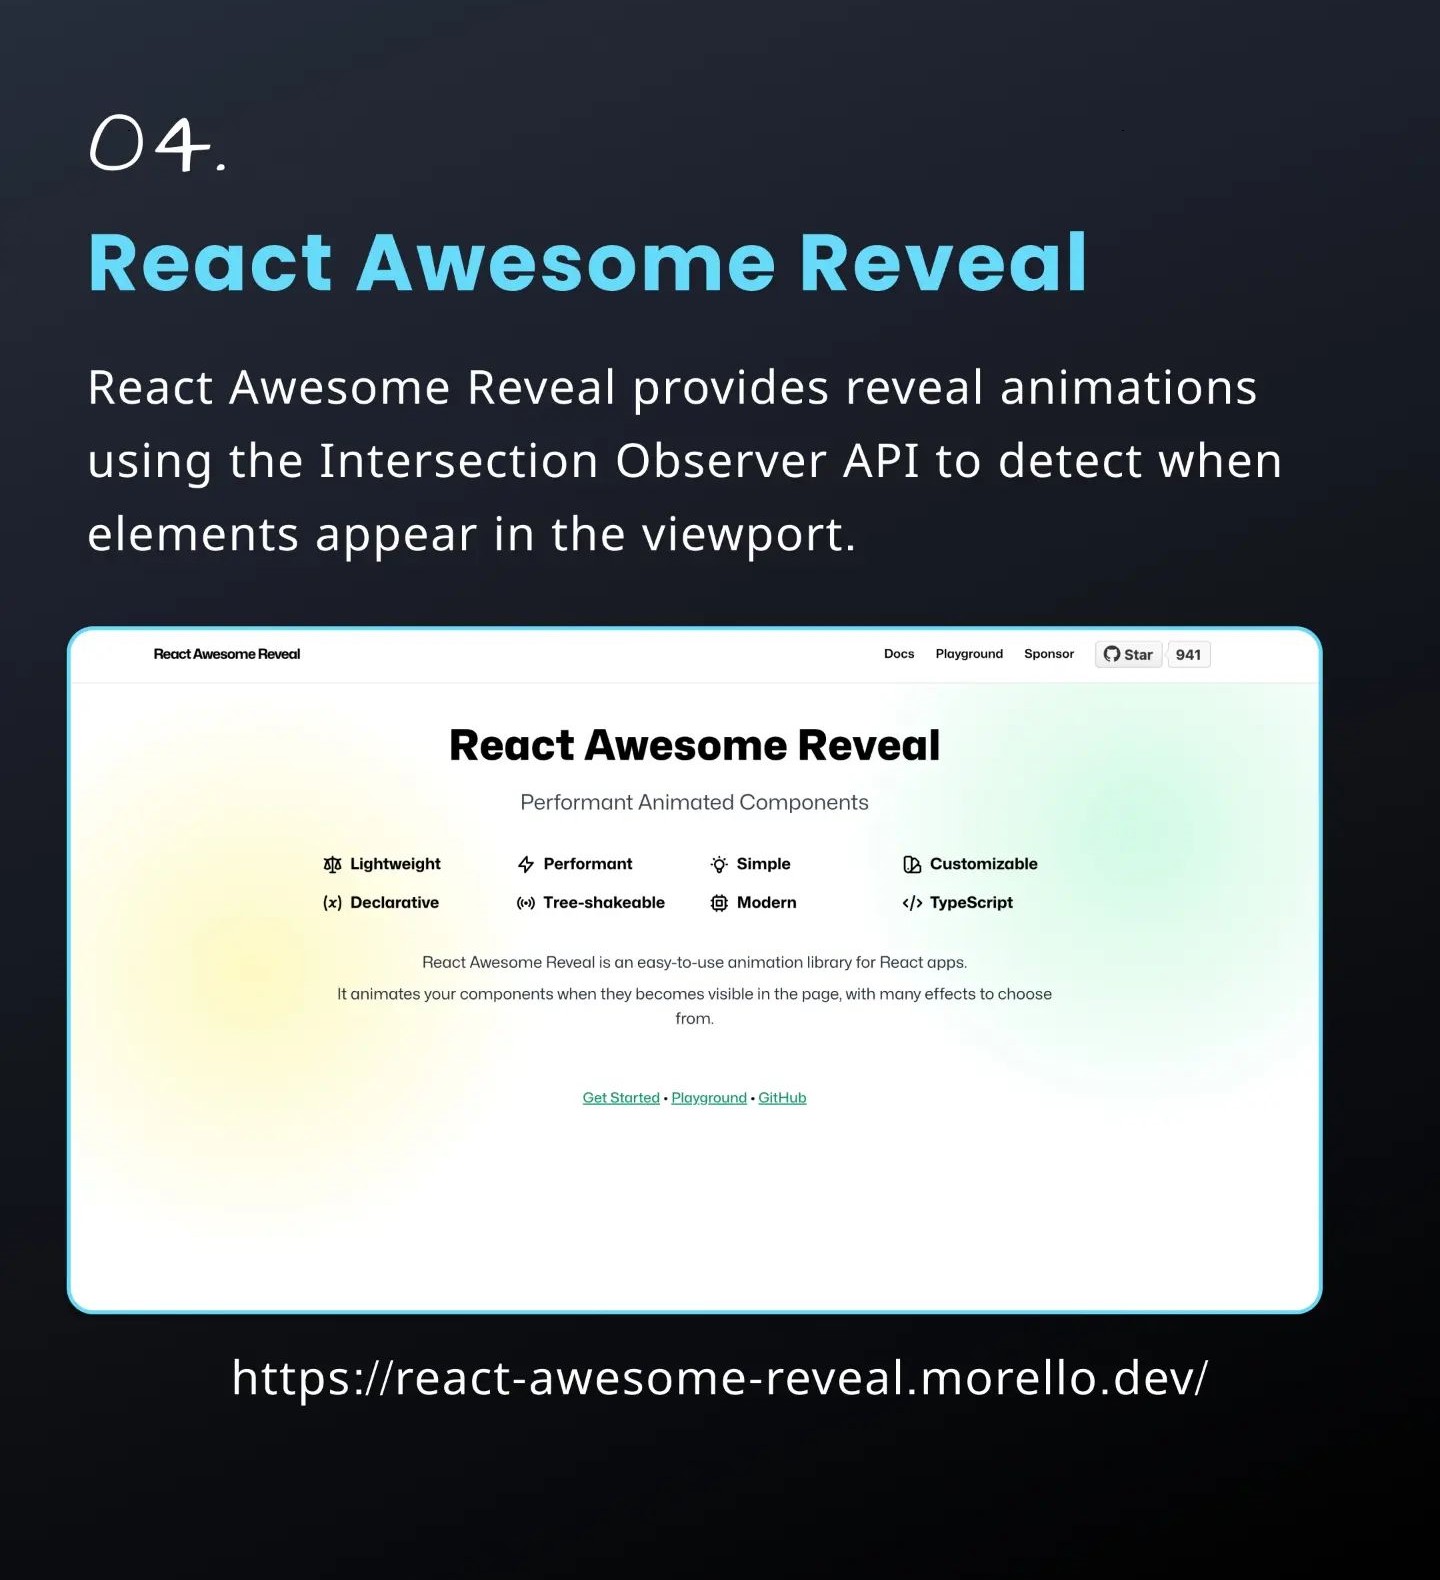 04.
React Awesome Reveal
React Awesome Reveal provides reveal animations
using the Intersection Observer API to detect when
elements appear in the viewport.
React Awesome Reveal
Docs Playground Sponsor Star 941
React Awesome Reveal
Performant Animated Components
Lightweight Performant Simple Customizable
(x) Declarative Tree-shakeable Modern </> TypeScript
React Awesome Reveal is an easy-to-use animation library for React apps.
It animates your components when they becomes visible in the page, with many effects to choose
from.
Get Started • Playground • GitHub
https://react-awesome-reveal.morello.dev/